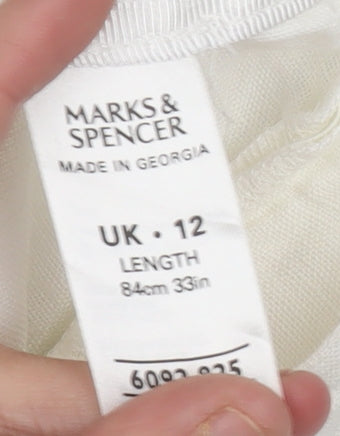 MARKS &
SPENCER
MADE IN GEORGIA
UK · 12
LENGTH
84cm 33in